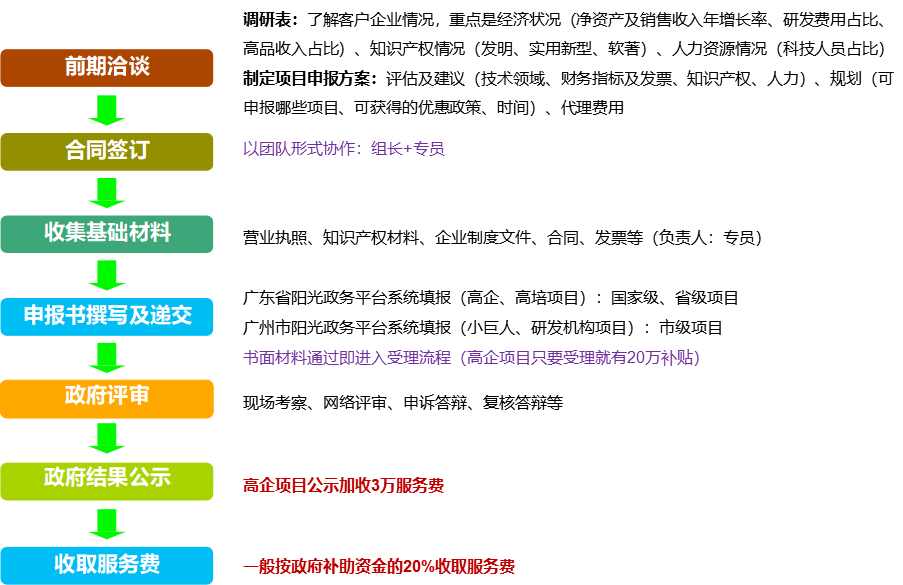 调研表：了解客户企业情况，重点是经济状况（净资产及销售收入年增长率、研发费用占比、
高品收入占比）、知识产权情况（发明、实用新型、软著）、人力资源情况（科技人员占比）
前期洽谈
制定项目申报方案：评估及建议（技术领域、财务指标及发票、知识产权、人力）、规划（可
申报哪些项目、可获得的优惠政策、时间）、代理费用
合同签订
以团队形式协作：组长+专员
收集基础材料
营业执照、知识产权材料、企业制度文件、合同、发票等（负责人：专员）
申报书撰写及递交
广东省阳光政务平台系统填报（高企、高培项目）：国家级、省级项目
广州市阳光政务平台系统填报（小巨人、研发机构项目）：市级项目
书面材料通过即进入受理流程（高企项目只要受理就有20万补贴）
政府评审
现场考察、网络评审、申诉答辩、复核答辩等
政府结果公示
高企项目公示加收3万服务费
收取服务费
一般按政府补助资金的20%收取服务费